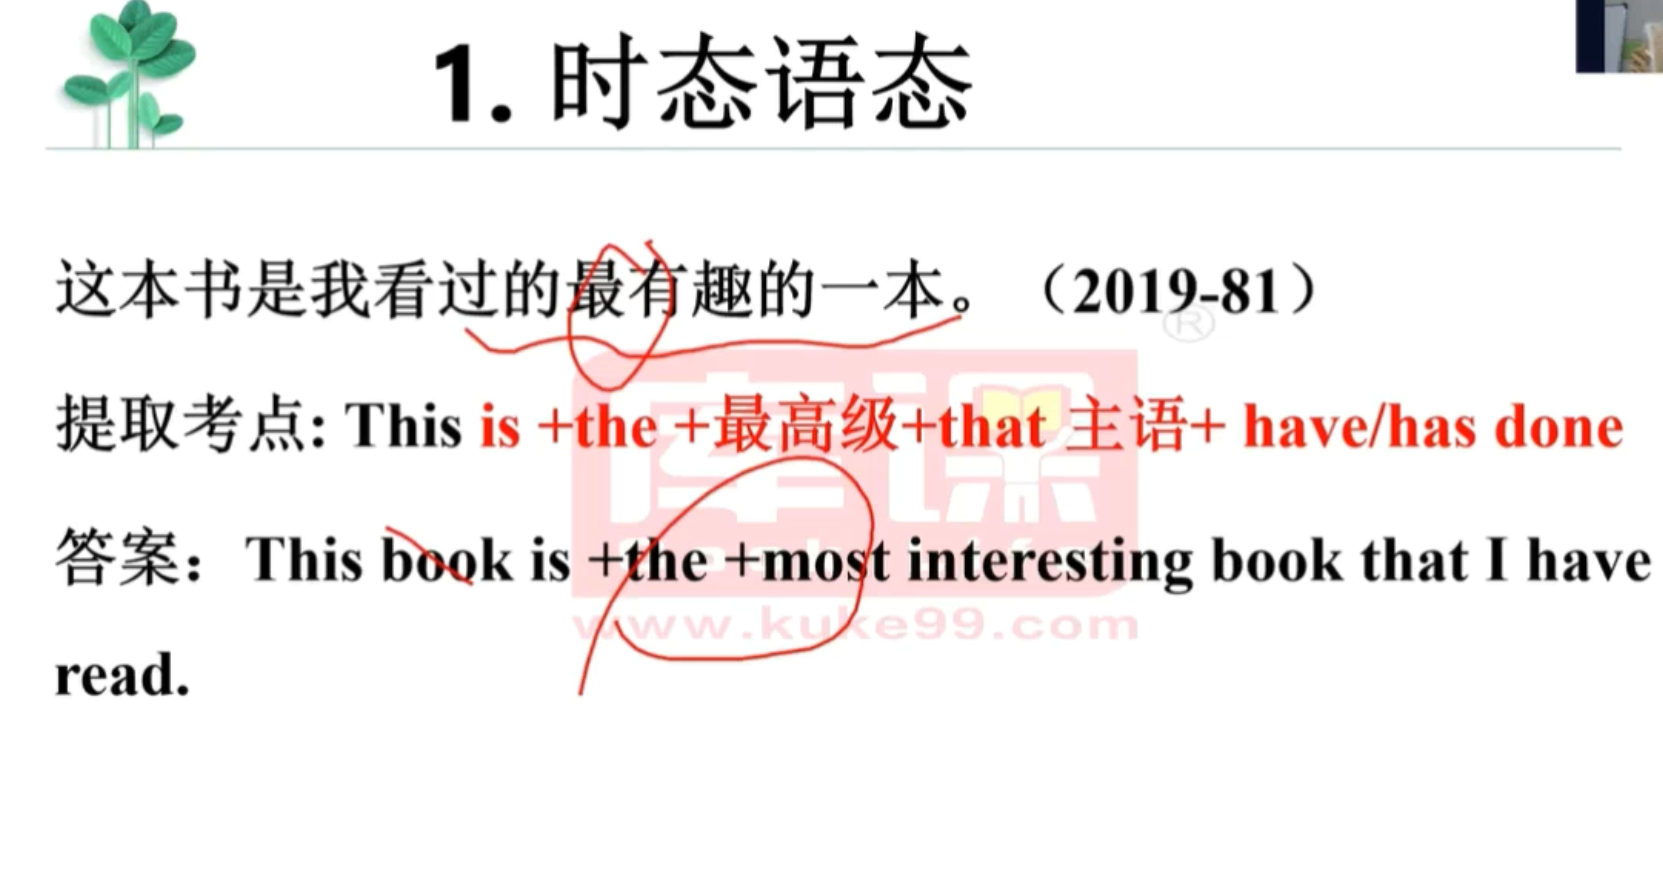 1. 时态语态
这本书是我看过的最有趣的一本。（2019-81）
®
提取考点: This is +the +最高级+that 主语+ have/has done
库课
答案：This book is +the +most interesting book that I have
www.kuke99.com
read.